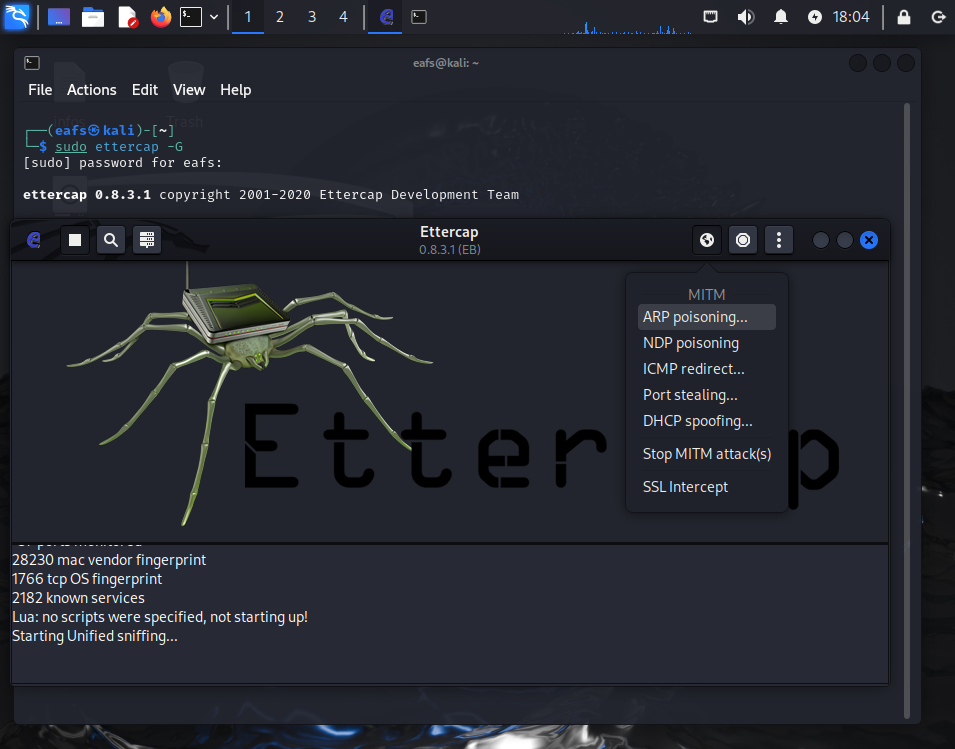 1 2 3 4 18:04
eafs@kali: ~
File Actions Edit View Help
Trash
┌──(eafs㉿kali)-[~]
└─$ sudo ettercap -G
[sudo] password for eafs:
ettercap 0.8.3.1 copyright 2001-2020 Ettercap Development Team
Ettercap
0.8.3.1 (EB)
MITM
ARP poisoning...
NDP poisoning
ICMP redirect...
Port stealing...
DHCP spoofing...
Stop MITM attack(s)
SSL Intercept
Etter p
28230 mac vendor fingerprint
1766 tcp OS fingerprint
2182 known services
Lua: no scripts were specified, not starting up!
Starting Unified sniffing...